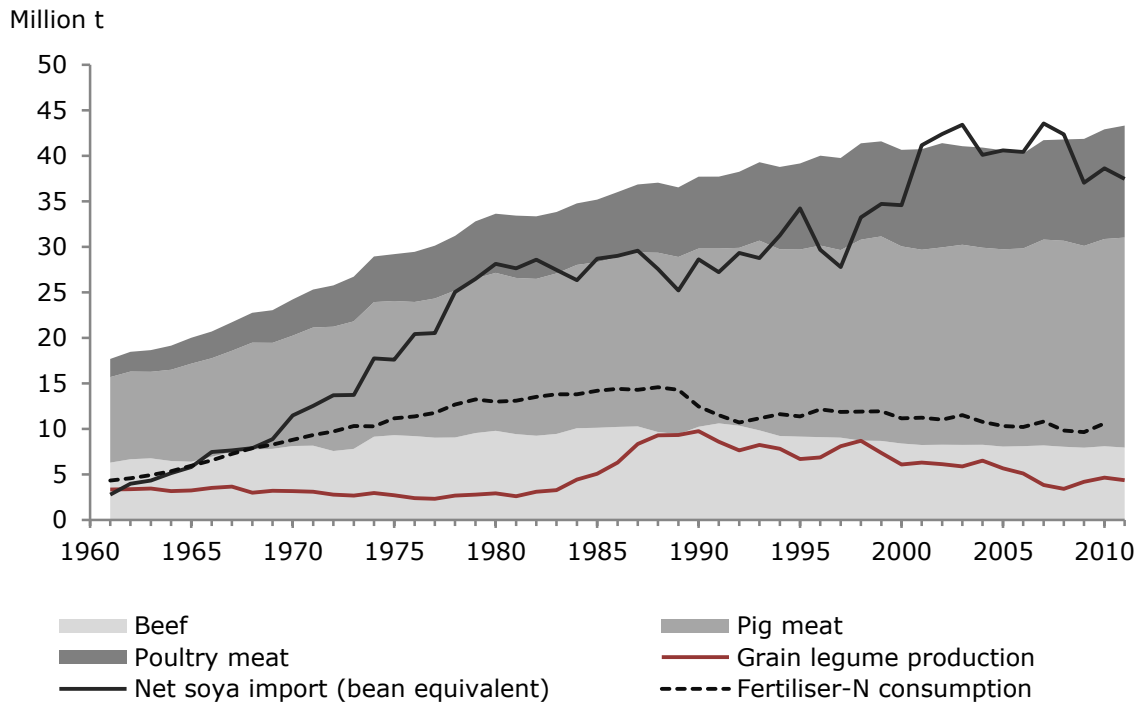 Million t
50
45
40
35
30
25
20
15
10
5
0
1960 1965 1970 1975 1980 1985 1990 1995 2000 2005 2010
Beef Pig meat
Poultry meat Grain legume production
Net soya import (bean equivalent) Fertiliser-N consumption